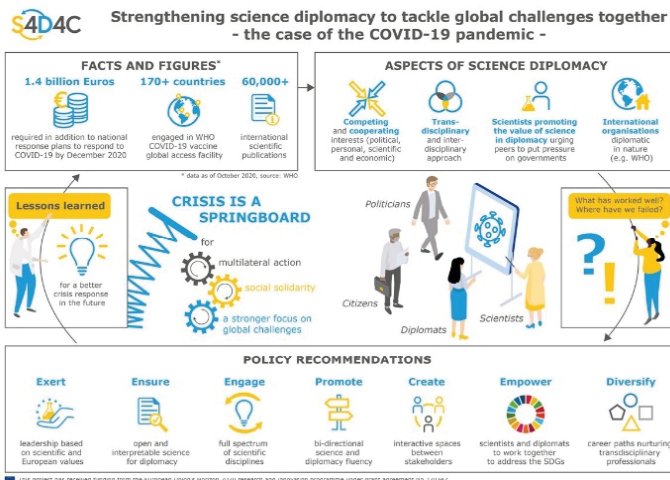 S4D4C
Strengthening science diplomacy to tackle global challenges together
- the case of the COVID-19 pandemic -
FACTS AND FIGURES*
1.4 billion Euros
required in addition to national
response plans to respond to
COVID-19 by December 2020
170+ countries
engaged in WHO
COVID-19 vaccine
global access facility
60,000+
international
scientific
publications
* data as of October 2020, source: WHO
ASPECTS OF SCIENCE DIPLOMACY
Competing
and cooperating
interests (political,
personal, scientific
and economic)
Trans-
disciplinary
and inter-
disciplinary
approach
Scientists promoting
the value of science
in diplomacy urging
peers to put pressure
on governments
International
organisations
diplomatic
in nature
(e.g. WHO)
Lessons learned
for a better
crisis response
in the future
CRISIS IS A
SPRINGBOARD
for
multilateral action
social solidarity
a stronger focus on
global challenges
Politicians
Citizens
Diplomats
Scientists
What has worked well?
Where have we failed?
?
!
POLICY RECOMMENDATIONS
Exert
leadership based
on scientific and
European values
Ensure
open and
interpretable science
for diplomacy
Engage
full spectrum
of scientific
disciplines
Promote
bi-directional
science and
diplomacy fluency
Create
interactive spaces
between
stakeholders
Empower
scientists and diplomats
to work together
to address the SDGs
Diversify
career paths nurturing
transdisciplinary
professionals